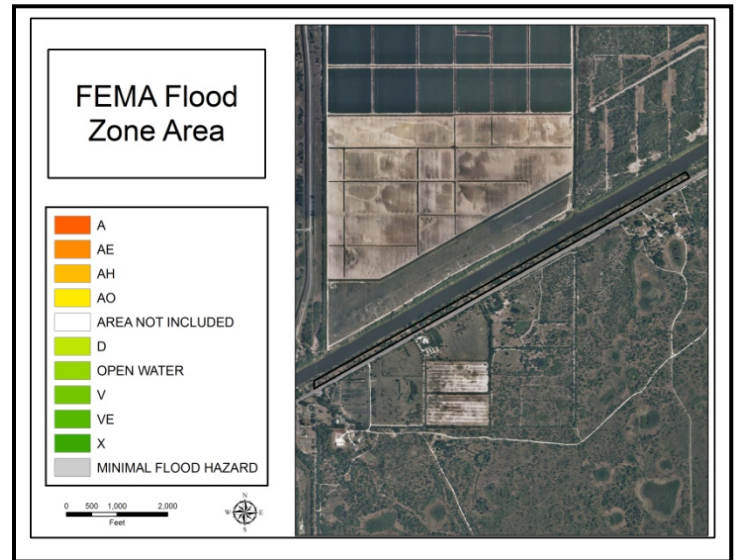 FEMA Flood
Zone Area
A
AE
AH
AO
AREA NOT INCLUDED
D
OPEN WATER
V
VE
X
MINIMAL FLOOD HAZARD
0 500 1,000 2,000
Feet
N
W E
S